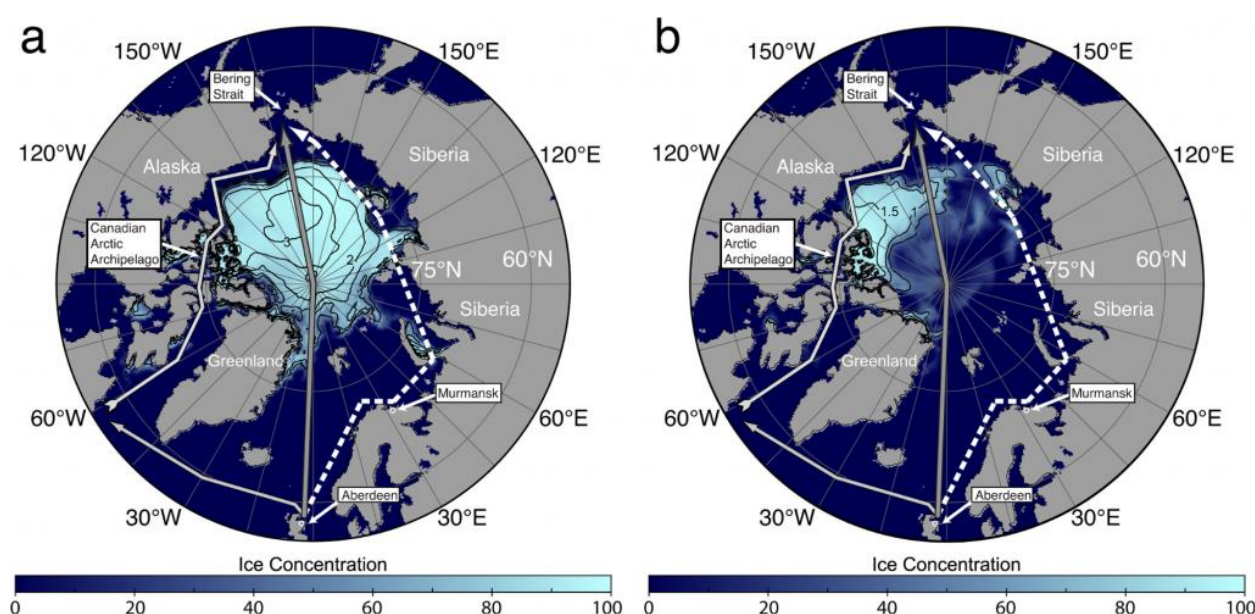 a
150°W
150°E
Bering
Strait
120°W
Alaska
Siberia
120°E
Canadian
Arctic
Archipelago
3
2
75°N
60°N
Siberia
Greenland
Murmansk
60°W
60°E
Aberdeen
30°W
30°E
Ice Concentration
0 20 40 60 80 100
b
150°W
150°E
Bering
Strait
120°W
Alaska
Siberia
120°E
1.5
Canadian
Arctic
Archipelago
75°N
60°N
Siberia
Greenland
Murmansk
60°W
60°E
Aberdeen
30°W
30°E
Ice Concentration
0 20 40 60 80 100